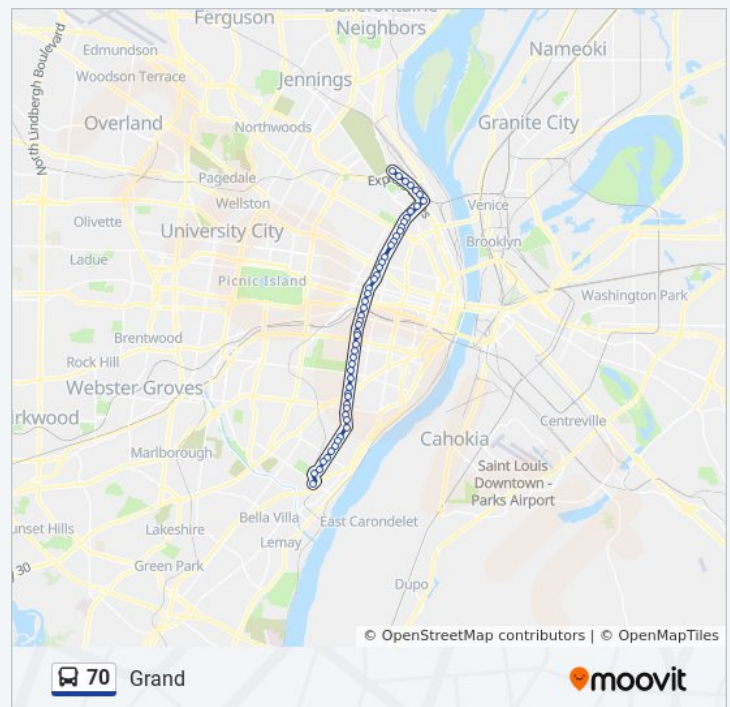 Ferguson
Bellefontaine
Neighbors
Edmundson
Woodson Terrace
Jennings
Nameoki
North Lindbergh Boulevard
Overland
Northwoods
Granite City
Pagedale
Exp
s
Wellston
Venice
Olivette
University City
Brooklyn
Ladue
Picnic Island
Washington Park
Brentwood
Rock Hill
Webster Groves
irkwood
Centreville
Cahokia
Marlborough
Saint Louis
Downtown -
Parks Airport
Bella Villa
East Carondelet
unset Hills
Lakeshire
Lemay
Green Park
30
Dupo
© OpenStreetMap contributors | © OpenMapTiles
70 Grand
moovit